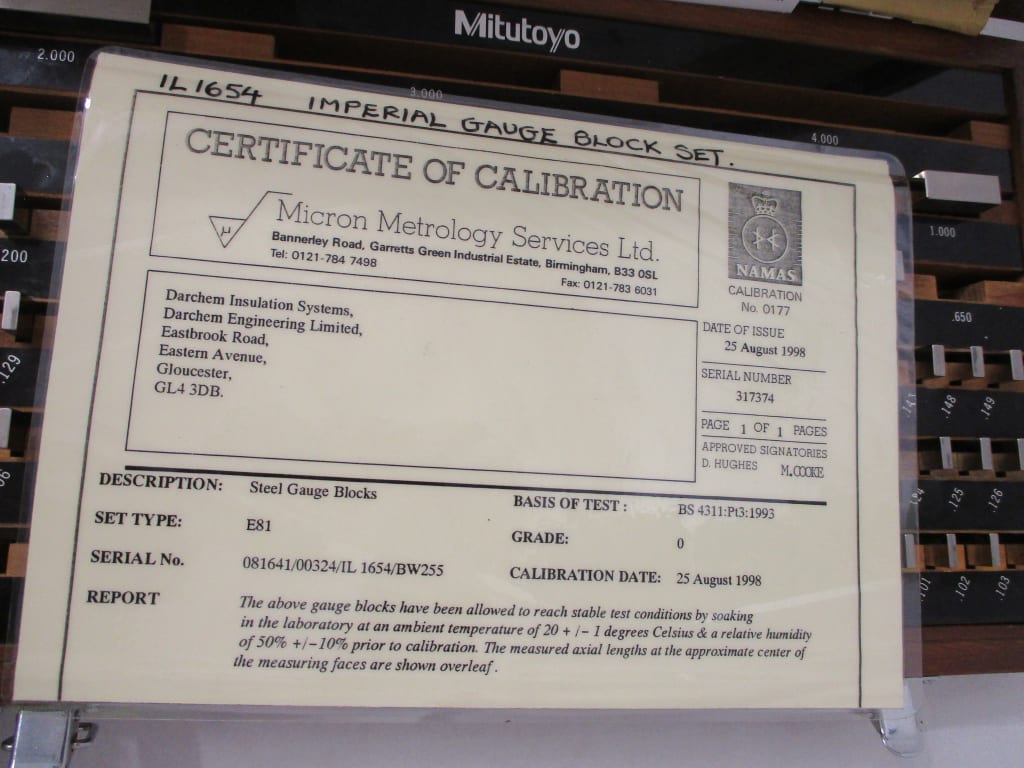 Mitutoyo
2.000
3.000
4.000
IL1654 IMPERIAL GAUGE BLOCK SET.
CERTIFICATE OF CALIBRATION
µ
Micron Metrology Services Ltd.
Bannerley Road, Garretts Green Industrial Estate, Birmingham, B33 0SL
Tel: 0121-784 7498
Fax: 0121-783 6031
NAMAS
CALIBRATION
No. 0177
Darchem Insulation Systems,
Darchem Engineering Limited,
Eastbrook Road,
Eastern Avenue,
Gloucester,
GL4 3DB.
DATE OF ISSUE
25 August 1998
SERIAL NUMBER
317374
PAGE 1 OF 1 PAGES
APPROVED SIGNATORIES
D. HUGHES M.COOKE
DESCRIPTION: Steel Gauge Blocks
SET TYPE: E81
SERIAL No. 081641/00324/IL 1654/BW255
BASIS OF TEST : BS 4311:Pt3:1993
GRADE: 0
CALIBRATION DATE: 25 August 1998
REPORT
The above gauge blocks have been allowed to reach stable test conditions by soaking
in the laboratory at an ambient temperature of 20 + /- 1 degrees Celsius & a relative humidity
of 50% +/-10% prior to calibration. The measured axial lengths at the approximate center of
the measuring faces are shown overleaf.
1.000
.650
200
.129
.148
.149
.125
.126
.102
.103